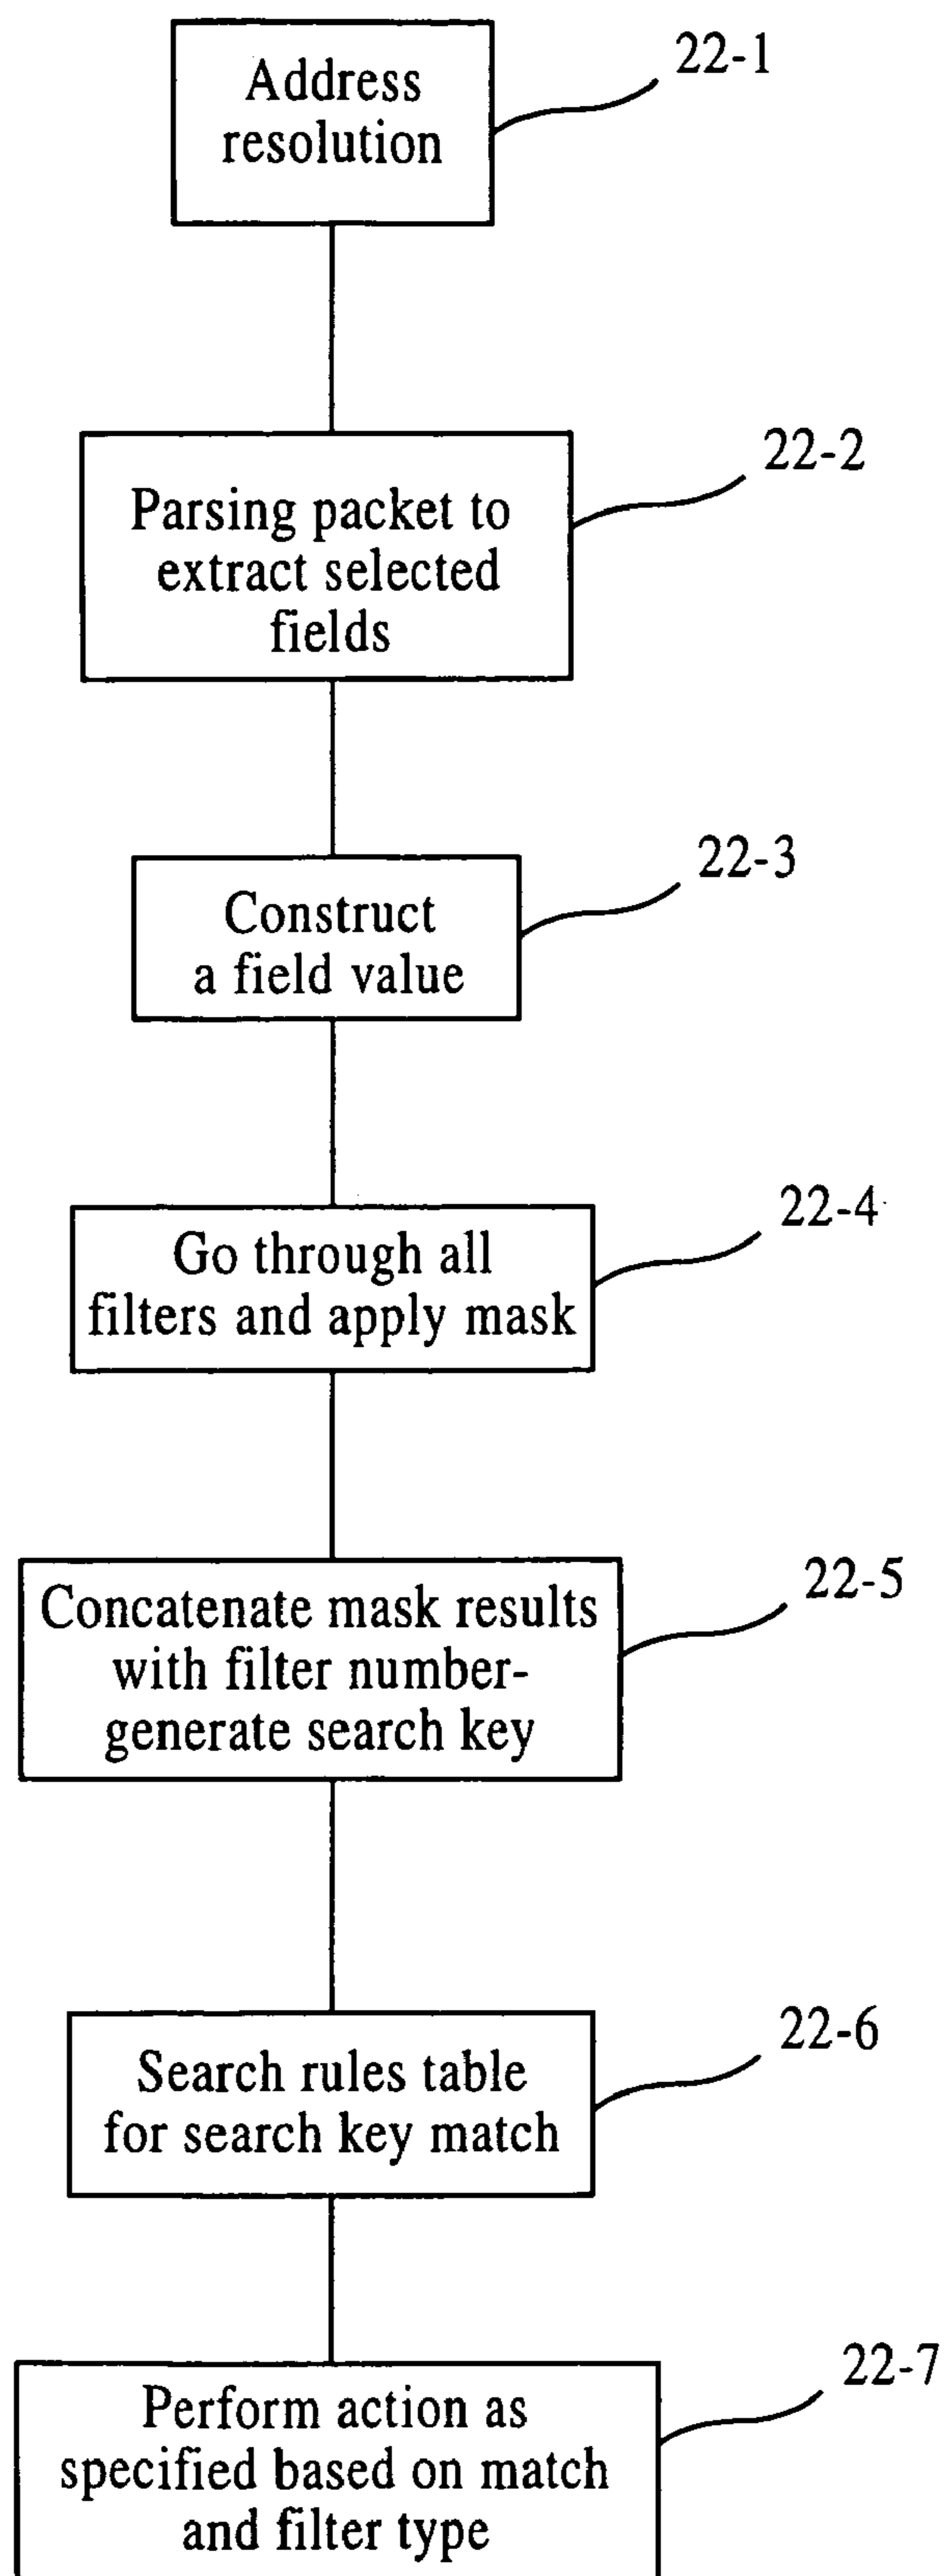 Address
resolution
22-1
Parsing packet to
extract selected
fields
22-2
Construct
a field value
22-3
Go through all
filters and apply mask
22-4
Concatenate mask results
with filter number-
generate search key
22-5
Search rules table
for search key match
22-6
Perform action as
specified based on match
and filter type
22-7